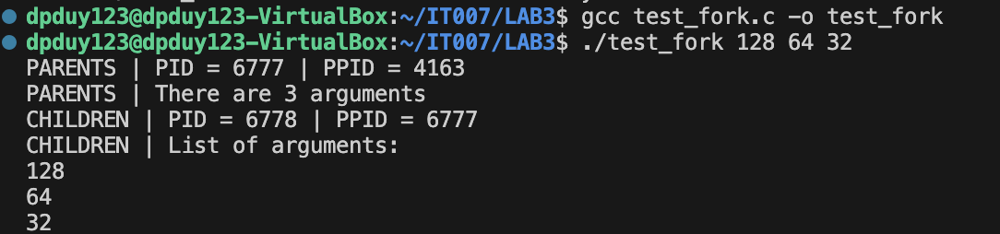 dpduy123@dpduy123-VirtualBox:~/IT007/LAB3$ gcc test_fork.c -o test_fork
dpduy123@dpduy123-VirtualBox:~/IT007/LAB3$ ./test_fork 128 64 32
PARENTS | PID = 6777 | PPID = 4163
PARENTS | There are 3 arguments
CHILDREN | PID = 6778 | PPID = 6777
CHILDREN | List of arguments:
128
64
32